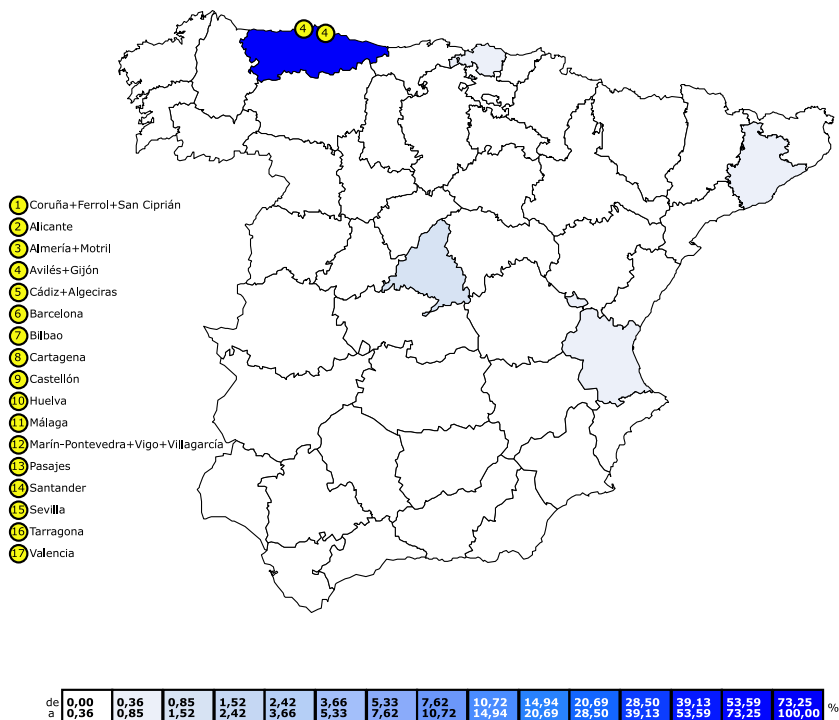 4 4
1 Coruña+Ferrol+San Ciprián
2 Alicante
3 Almería+Motril
4 Avilés+Gijón
5 Cádiz+Algeciras
6 Barcelona
7 Bilbao
8 Cartagena
9 Castellón
10 Huelva
11 Málaga
12 Marín-Pontevedra+Vigo+Villagarcía
13 Pasajes
14 Santander
15 Sevilla
16 Tarragona
17 Valencia
de 0,00 0,36 0,85 1,52 2,42 3,66 5,33 7,62 10,72 14,94 20,69 28,50 39,13 53,59 73,25 %
a 0,36 0,85 1,52 2,42 3,66 5,33 7,62 10,72 14,94 20,69 28,50 39,13 53,59 73,25 100,00